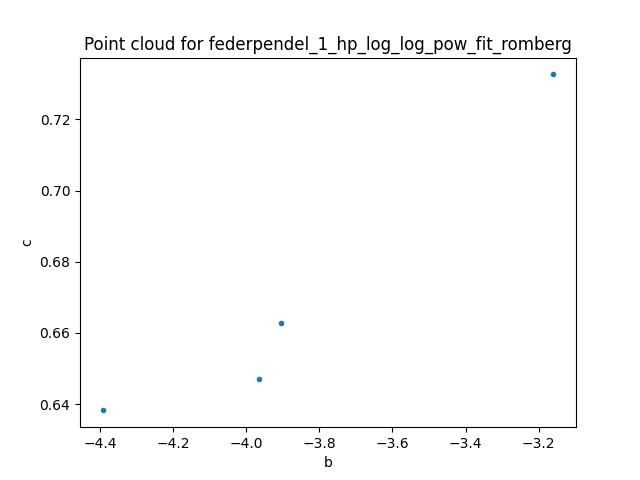 Point cloud for federpendel_1_hp_log_log_pow_fit_romberg
c
0.72
0.70
0.68
0.66
0.64
−4.4 −4.2 −4.0 −3.8 −3.6 −3.4 −3.2
b